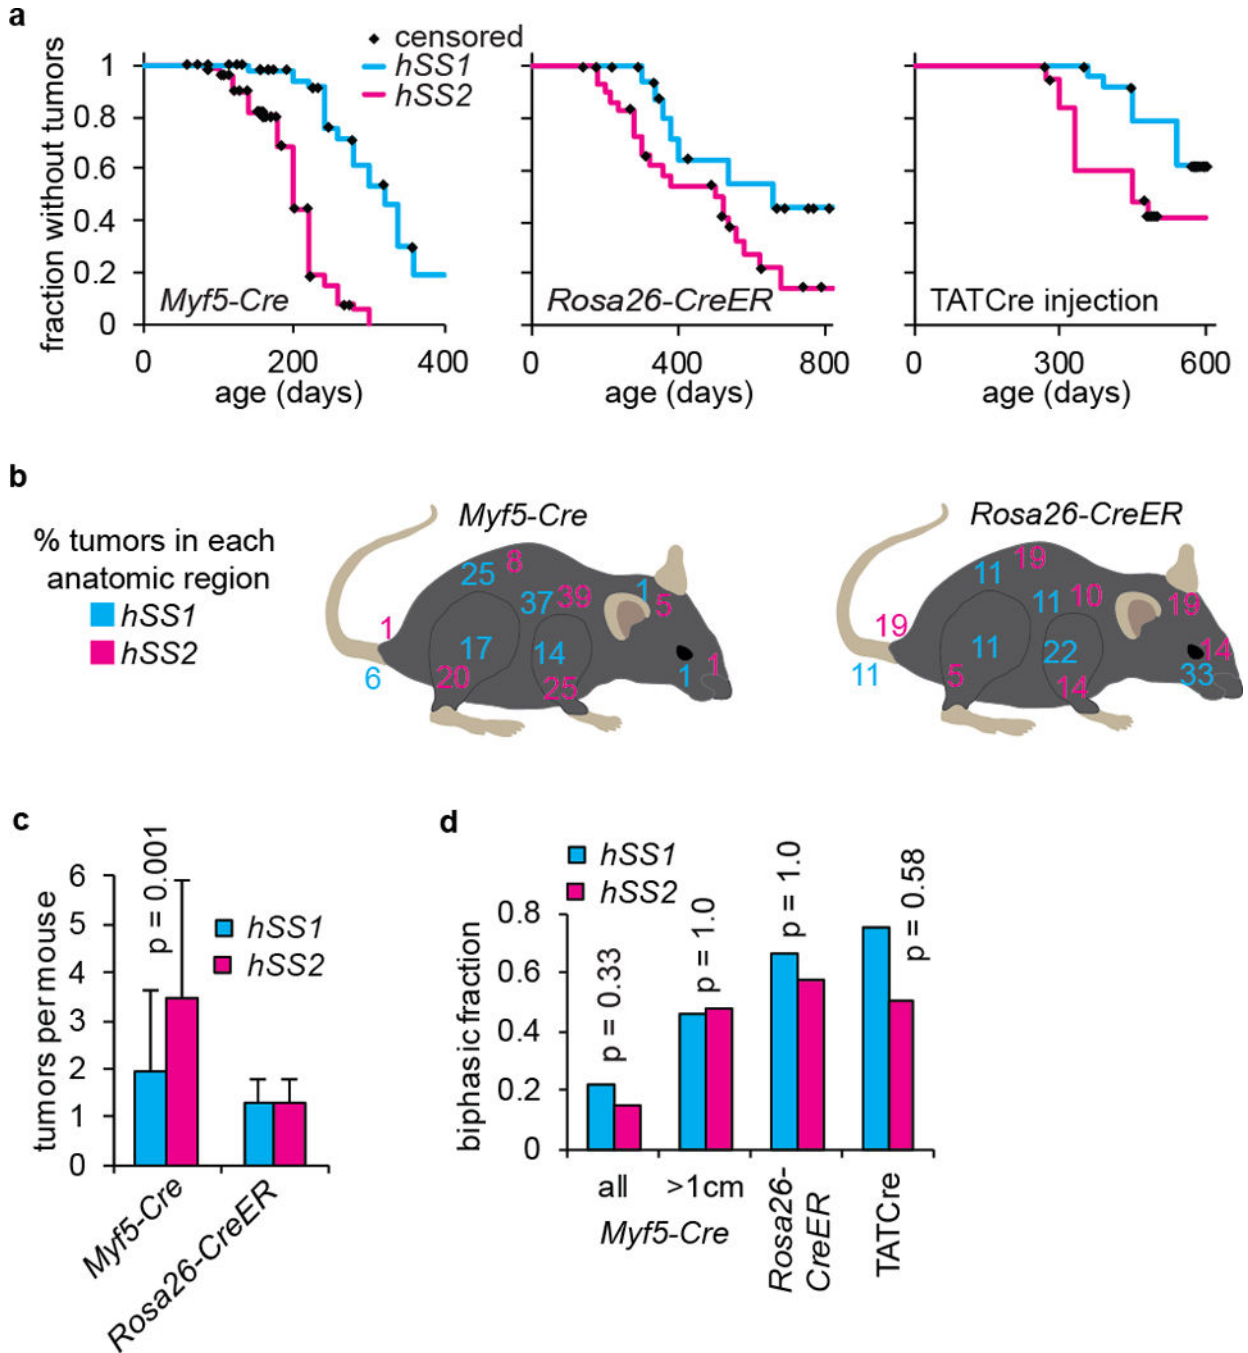 a
censored
hSS1
hSS2
fraction without tumors
1
0.8
0.6
0.4
0.2
0
Myf5-Cre
0
200
400
age (days)
Rosa26-CreER
0
400
800
age (days)
TATCre injection
0
300
600
age (days)
b
% tumors in each
anatomic region
hSS1
hSS2
Myf5-Cre
25
8
37
39
1
5
1
6
17
20
14
25
1
1
Rosa26-CreER
11
19
11
10
19
19
11
11
5
22
14
14
33
c
tumors per mouse
6
5
4
3
2
1
0
p = 0.001
hSS1
hSS2
Myf5-Cre
Rosa26-CreER
d
hSS1
hSS2
biphasic fraction
0.8
0.6
0.4
0.2
0
p = 0.33
p = 1.0
p = 1.0
p = 0.58
all
>1cm
Myf5-Cre
Rosa26-
CreER
TATCre